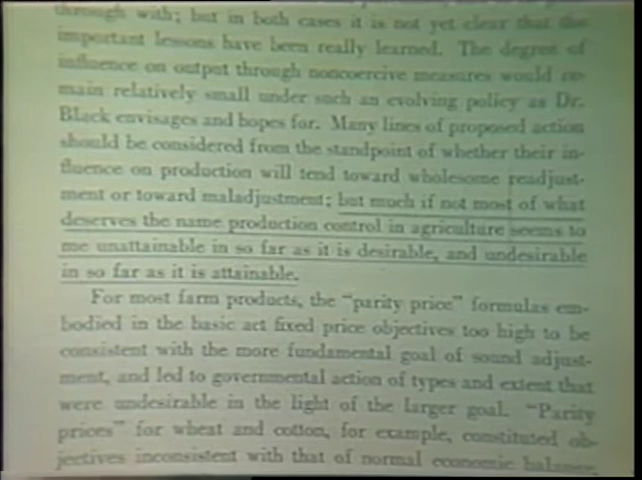 through with; but in both cases it is not yet clear that the
important lessons have been really learned. The degree of
influence on output through noncoercive measures would re-
main relatively small under such an evolving policy as Dr.
Black envisages and hopes for. Many lines of proposed action
should be considered from the standpoint of whether their in-
fluence on production will tend toward wholesome readjust-
ment or toward maladjustment; but much if not most of what
deserves the name production control in agriculture seems to
me unattainable in so far as it is desirable, and undesirable
in so far as it is attainable.
For most farm products, the "parity price" formulas em-
bodied in the basic act fixed price objectives too high to be
consistent with the more fundamental goal of sound adjust-
ment, and led to governmental action of types and extent that
were undesirable in the light of the larger goal. "Parity
prices" for wheat and cotton, for example, constituted ob-
jectives inconsistent with that of normal economic balance.